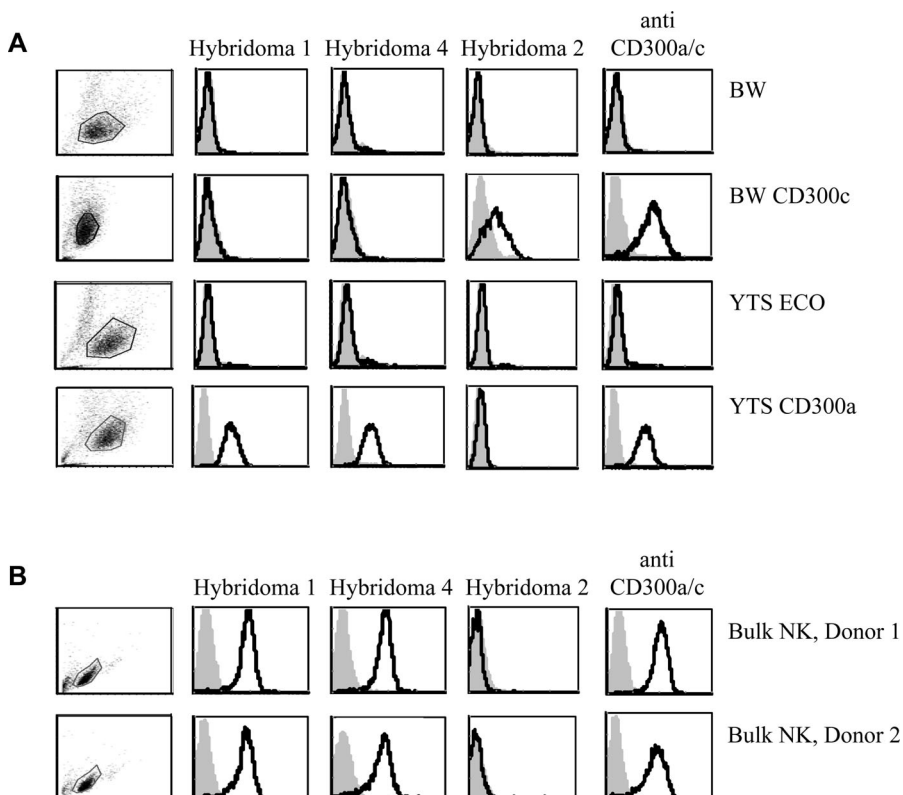 A
Hybridoma 1 Hybridoma 4 Hybridoma 2 anti
CD300a/c
BW
BW CD300c
YTS ECO
YTS CD300a
B
Hybridoma 1 Hybridoma 4 Hybridoma 2 anti
CD300a/c
Bulk NK, Donor 1
Bulk NK, Donor 2